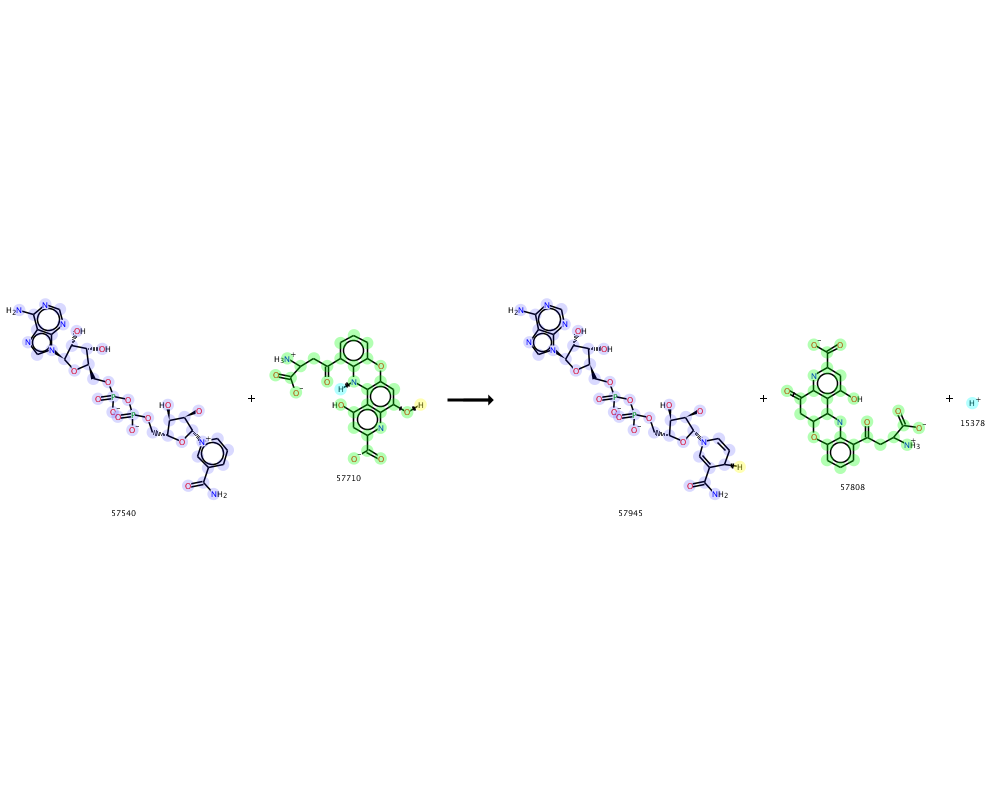 H₂N N N N N OH OH O O P O O⁻ O P O O⁻ O HO O O N⁺ O NH₂
57540
+
H₃N⁺ O O⁻ O O N H HO O H N O⁻ O
57710
H₂N N N N N OH OH O O P O O⁻ O P O O⁻ O HO O O N H O NH₂
57945
+
O⁻ O N O OH N O O O O⁻ NH₃⁺
57808
+
H⁺
15378